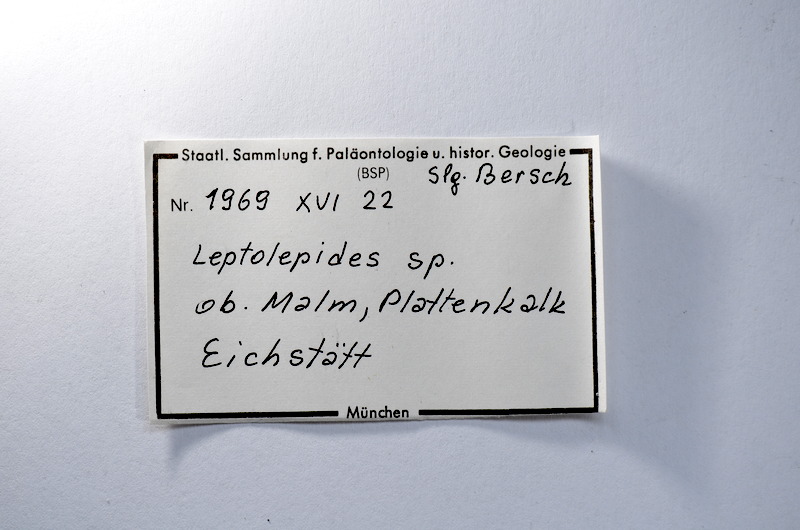 Staatl. Sammlung f. Paläontologie u. histor. Geologie
(BSP) Slg. Bersch
Nr. 1969 XVI 22
Leptolepides sp.
ob. Malm, Plattenkalk
Eichstätt
München